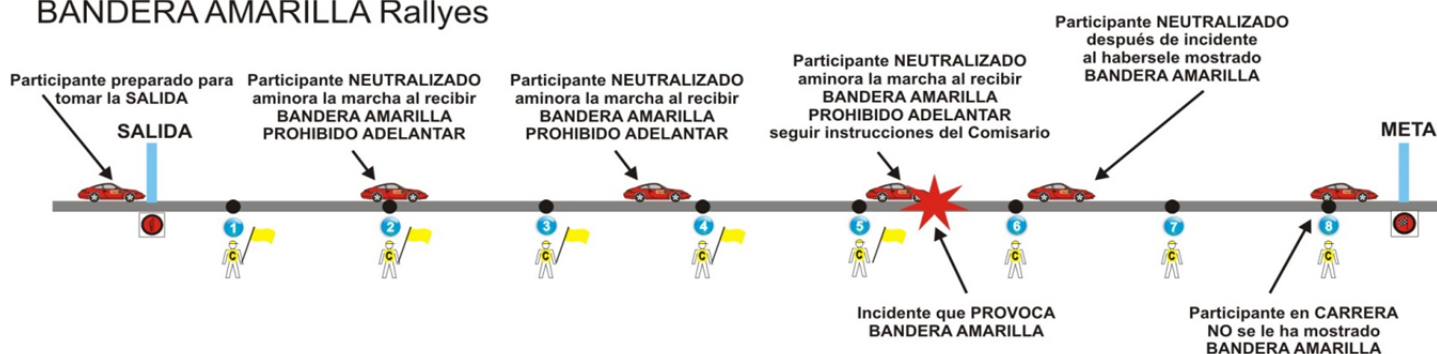 BANDERA AMARILLA Rallyes
Participante preparado para
tomar la SALIDA
SALIDA
Participante NEUTRALIZADO
aminora la marcha al recibir
BANDERA AMARILLA
PROHIBIDO ADELANTAR
Participante NEUTRALIZADO
aminora la marcha al recibir
BANDERA AMARILLA
PROHIBIDO ADELANTAR
Participante NEUTRALIZADO
aminora la marcha al recibir
BANDERA AMARILLA
PROHIBIDO ADELANTAR
seguir instrucciones del Comisario
Participante NEUTRALIZADO
después de incidente
al habersele mostrado
BANDERA AMARILLA
META
1
2
3
4
5
6
7
8
C
C
C
C
C
C
C
C
Incidente que PROVOCA
BANDERA AMARILLA
Participante en CARRERA
NO se le ha mostrado
BANDERA AMARILLA